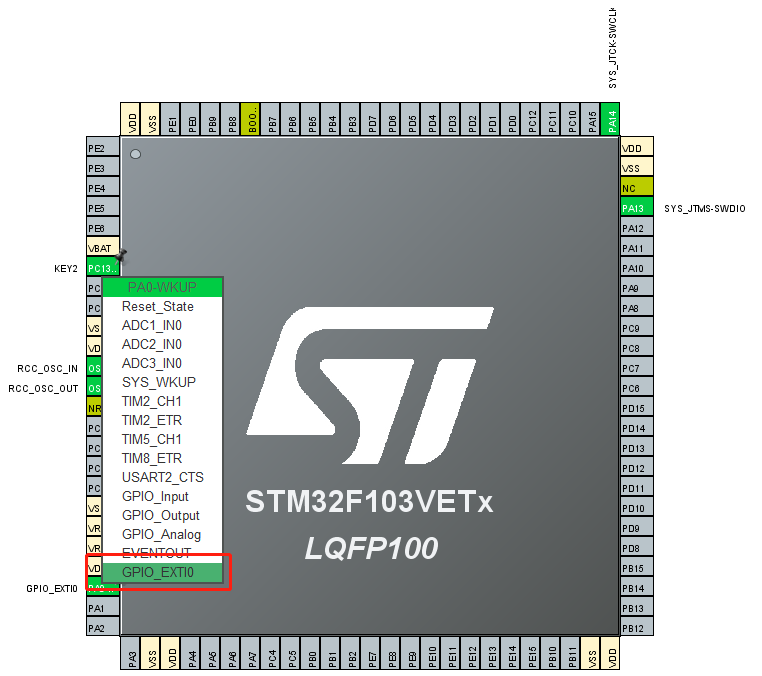 SYS_JTCK-SWCLK
VDD
VSS
PE1
PE0
PB9
PB8
BOO..
PB7
PB6
PB5
PB4
PB3
PD7
PD6
PD5
PD4
PD3
PD2
PD1
PD0
PC12
PC11
PC10
PA15
PA14
PE2
PE3
PE4
PE5
PE6
VBAT
KEY2
PC13..
PC
PC
VS
VD
RCC_OSC_IN
OS
RCC_OSC_OUT
OS
NR
PC
PC
PC
PC
VS
VR
VR
VD
GPIO_EXTI0
PA1
PA2
PA0-WKUP
Reset_State
ADC1_IN0
ADC2_IN0
ADC3_IN0
SYS_WKUP
TIM2_CH1
TIM2_ETR
TIM5_CH1
TIM8_ETR
USART2_CTS
GPIO_Input
GPIO_Output
GPIO_Analog
EVENTOUT
GPIO_EXTI0
STM32F103VETx
LQFP100
VDD
VSS
NC
PA13
SYS_JTMS-SWDIO
PA12
PA11
PA10
PA9
PA8
PC9
PC8
PC7
PC6
PD15
PD14
PD13
PD12
PD11
PD10
PD9
PD8
PB15
PB14
PB13
PB12
PA3
VSS
VDD
PA4
PA5
PA6
PA7
PC4
PC5
PB0
PB1
PB2
PE7
PE8
PE9
PE10
PE11
PE12
PE13
PE14
PE15
PB10
PB11
VSS
VDD